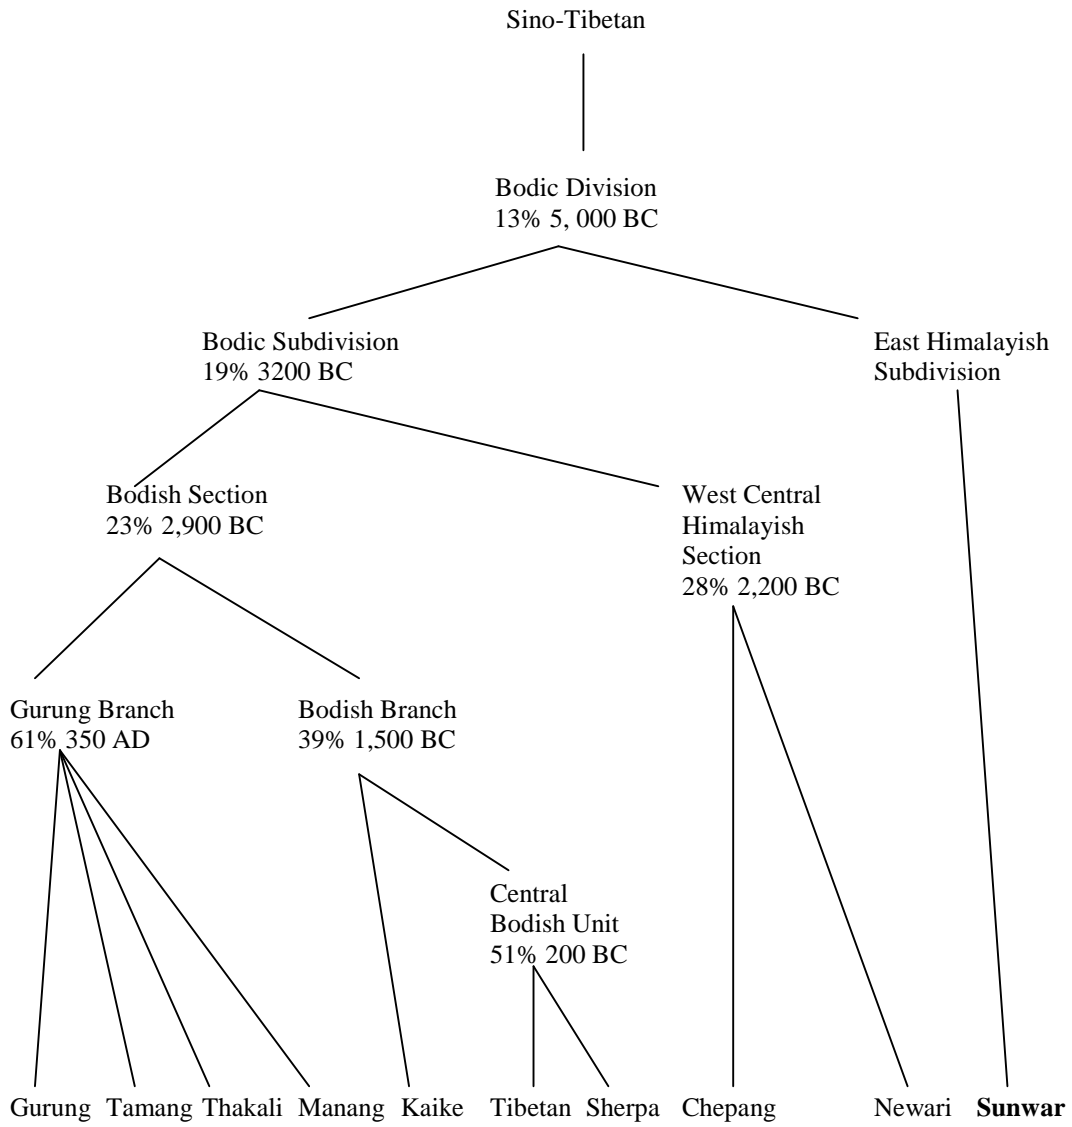 Sino-Tibetan
Bodic Division
13% 5, 000 BC
Bodic Subdivision
19% 3200 BC
East Himalayish
Subdivision
Bodish Section
23% 2,900 BC
West Central
Himalayish
Section
28% 2,200 BC
Gurung Branch
61% 350 AD
Bodish Branch
39% 1,500 BC
Central
Bodish Unit
51% 200 BC
Gurung Tamang Thakali Manang Kaike Tibetan Sherpa Chepang Newari Sunwar